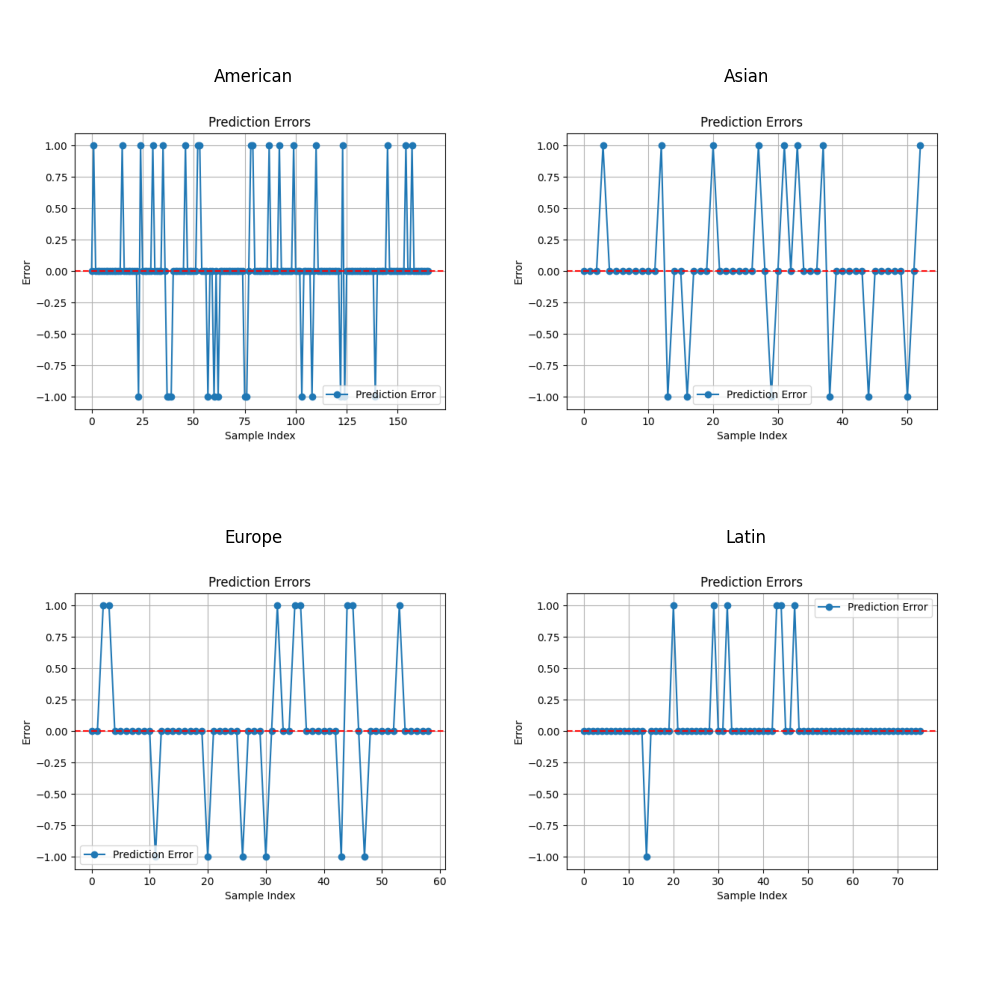 American
Prediction Errors
1.00
0.75
0.50
0.25
0.00
−0.25
−0.50
−0.75
−1.00
Error
Prediction Error
0 25 50 75 100 125 150
Sample Index
Asian
Prediction Errors
1.00
0.75
0.50
0.25
0.00
−0.25
−0.50
−0.75
−1.00
Error
Prediction Error
0 10 20 30 40 50
Sample Index
Europe
Prediction Errors
1.00
0.75
0.50
0.25
0.00
−0.25
−0.50
−0.75
−1.00
Error
Prediction Error
0 10 20 30 40 50 60
Sample Index
Latin
Prediction Errors
Prediction Error
1.00
0.75
0.50
0.25
0.00
−0.25
−0.50
−0.75
−1.00
Error
0 10 20 30 40 50 60 70
Sample Index